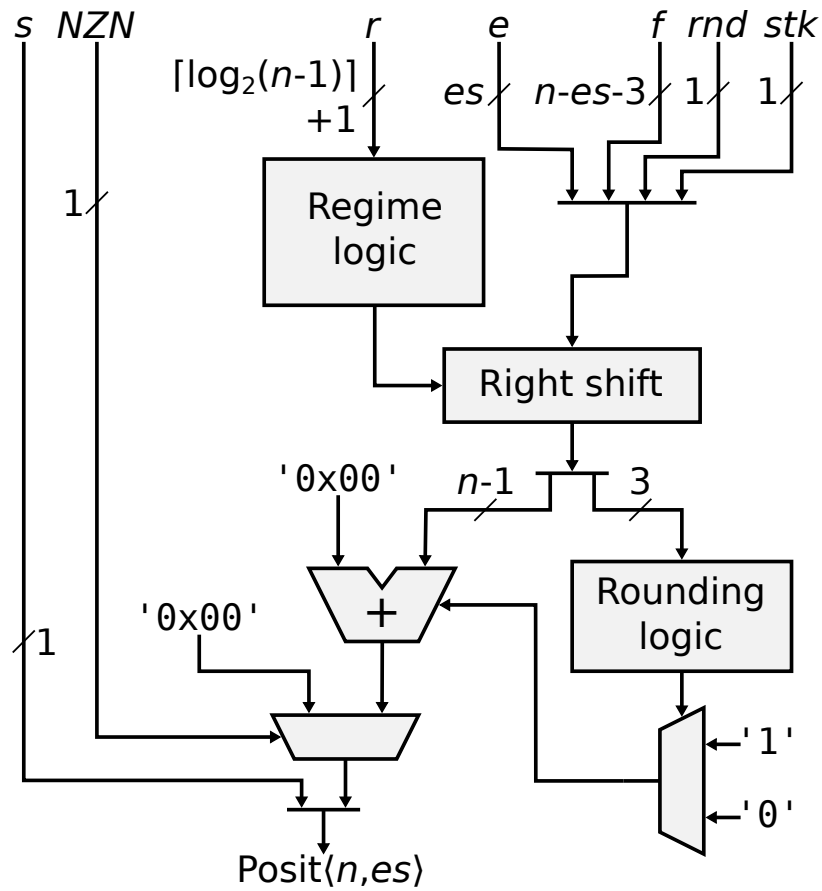 s NZN r e f rnd stk
⌈log₂(n-1)⌉
+1
es
n-es-3
1
1
1
Regime
logic
Right shift
'0x00'
n-1
3
Rounding
logic
+
'0x00'
1
'1'
'0'
Posit⟨n,es⟩